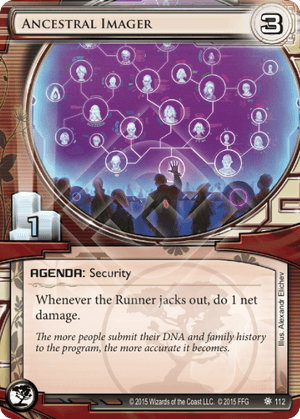 Ancestral Imager
3
1
AGENDA: Security
Whenever the Runner jacks out, do 1 net
damage.
The more people submit their DNA and family history
to the program, the more accurate it becomes.
Illus. Alexandr Elichev
© 2015 Wizards of the Coast LLC. © 2015 FFG
112